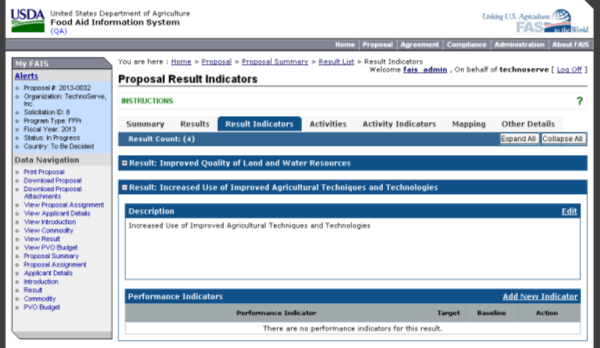 USDA United States Department of Agriculture
Food Aid Information System
(QA)
Linking U.S. Agriculture
FAS to the World
Home Proposal Agreement Compliance Administration About FAIS
My FAIS
Alerts
Proposal #: 2013-0032
Organization: TechnoServe, Inc.
Solicitation ID: 8
Program Type: FFPr
Fiscal Year: 2013
Status: In Progress
Country: To Be Decided
Data Navigation
Print Proposal
Download Proposal
Download Proposal
Attachments
View Proposal Assignment
View Applicant Details
View Introduction
View Commodity
View Result
View PVO Budget
Proposal Summary
Proposal Assignment
Applicant Details
Introduction
Result
Commodity
PVO Budget
You are here : Home > Proposal > Proposal Summary > Result List > Result Indicators
Welcome fais_admin , On behalf of technoserve [ Log Off ]
Proposal Result Indicators
INSTRUCTIONS ?
Summary Results Result Indicators Activities Activity Indicators Mapping Other Details
Result Count: (4) Expand All Collapse All
Result: Improved Quality of Land and Water Resources
Result: Increased Use of Improved Agricultural Techniques and Technologies
Description Edit
Increased Use of Improved Agricultural Techniques and Technologies
Performance Indicators Add New Indicator
Performance Indicator Target Baseline Action
There are no performance indicators for this result.